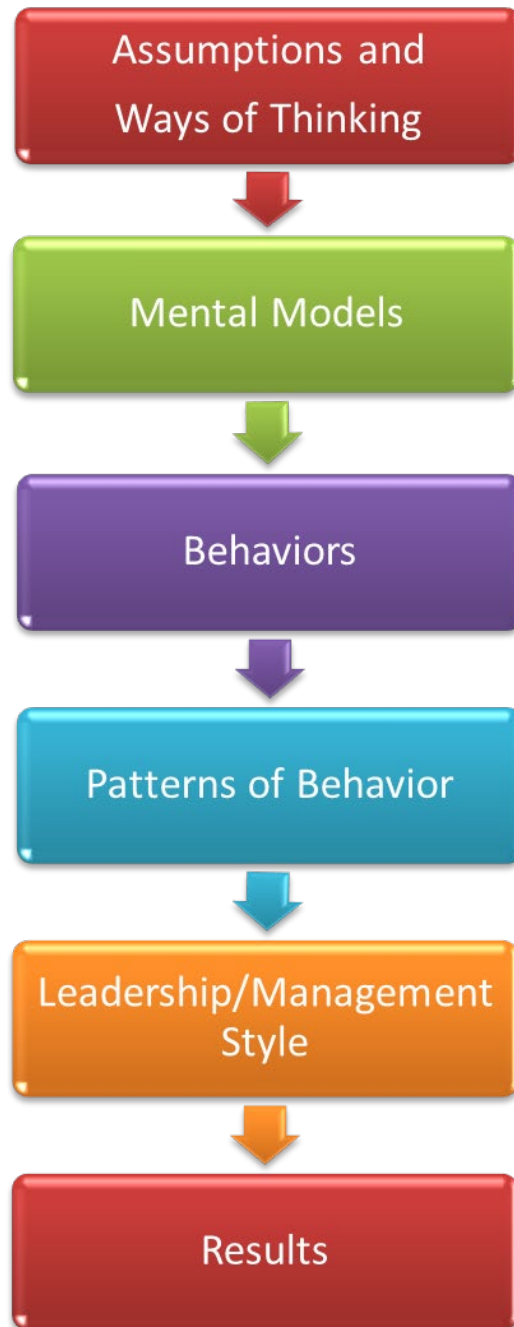 Assumptions and
Ways of Thinking
Mental Models
Behaviors
Patterns of Behavior
Leadership/Management
Style
Results